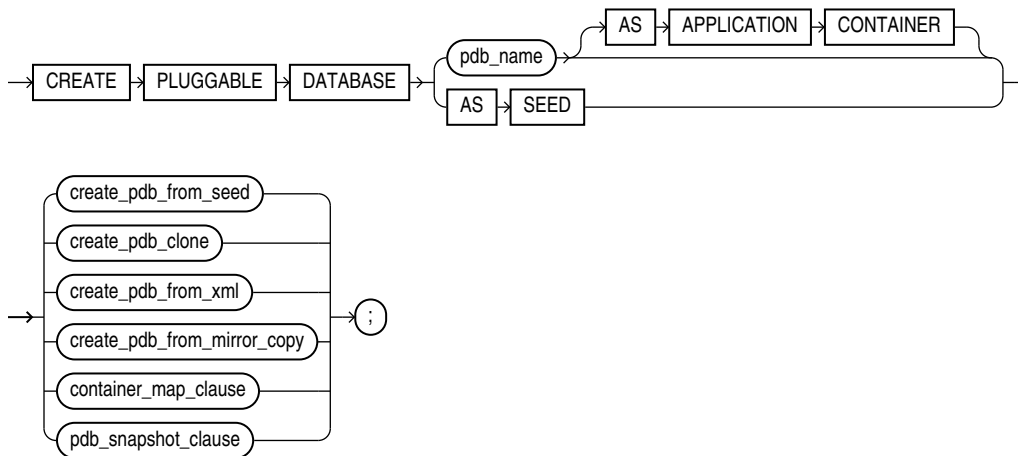 AS APPLICATION CONTAINER
pdb_name
CREATE PLUGGABLE DATABASE
AS SEED
create_pdb_from_seed
create_pdb_clone
create_pdb_from_xml
;
create_pdb_from_mirror_copy
container_map_clause
pdb_snapshot_clause